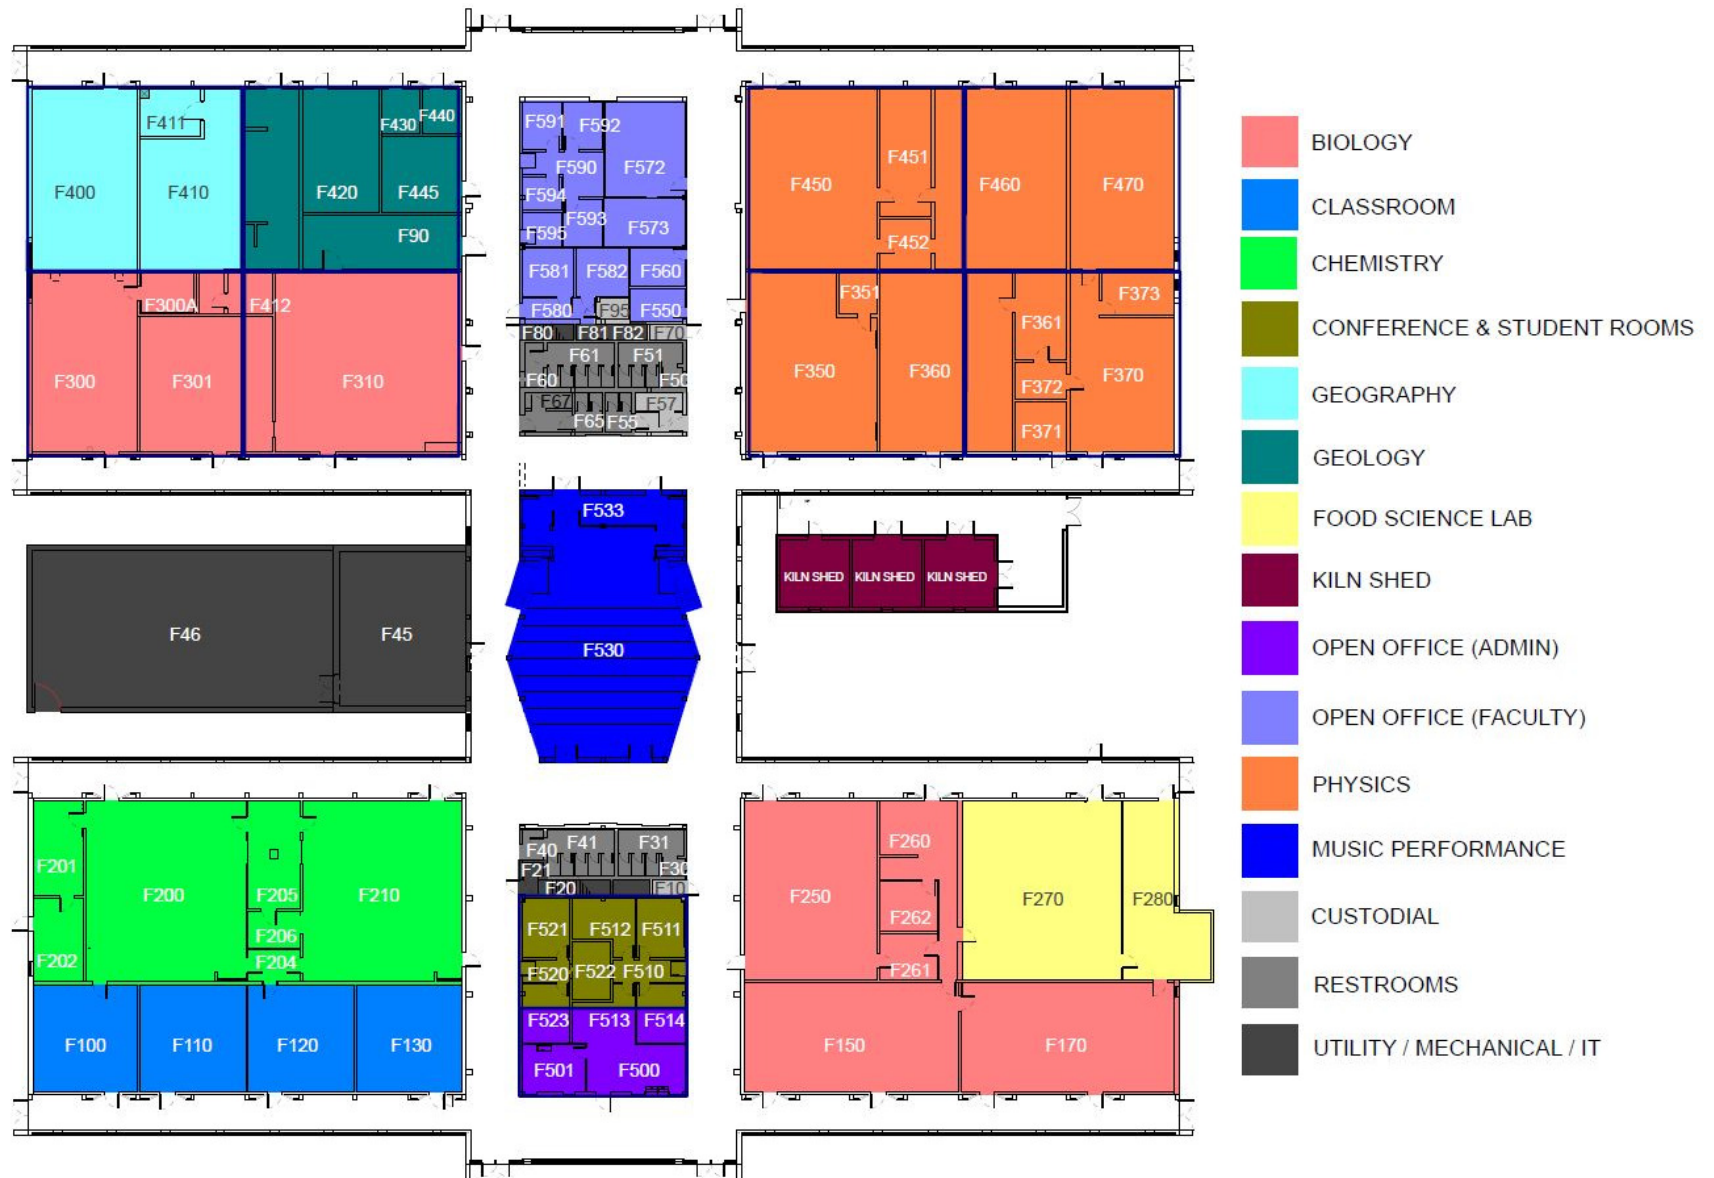 F591
F592
F590
F572
F594
F593
F595
F573
F581
F582
F560
F580
F95
F550
F80
F81
F82
F70
F61
F51
F60
F50
F67
F57
F65
F55
F411
F430
F440
F400
F410
F420
F445
F90
F300A
F412
F300
F301
F310
F450
F451
F460
F470
F452
F351
F373
F361
F350
F360
F372
F370
F371
F533
F530
F46
F45
KILN SHED
KILN SHED
KILN SHED
F201
F200
F205
F210
F206
F202
F204
F100
F110
F120
F130
F40
F41
F31
F21
F30
F20
F10
F521
F512
F511
F520
F522
F510
F523
F513
F514
F501
F500
F260
F250
F262
F270
F280
F261
F150
F170
BIOLOGY
CLASSROOM
CHEMISTRY
CONFERENCE & STUDENT ROOMS
GEOGRAPHY
GEOLOGY
FOOD SCIENCE LAB
KILN SHED
OPEN OFFICE (ADMIN)
OPEN OFFICE (FACULTY)
PHYSICS
MUSIC PERFORMANCE
CUSTODIAL
RESTROOMS
UTILITY / MECHANICAL / IT